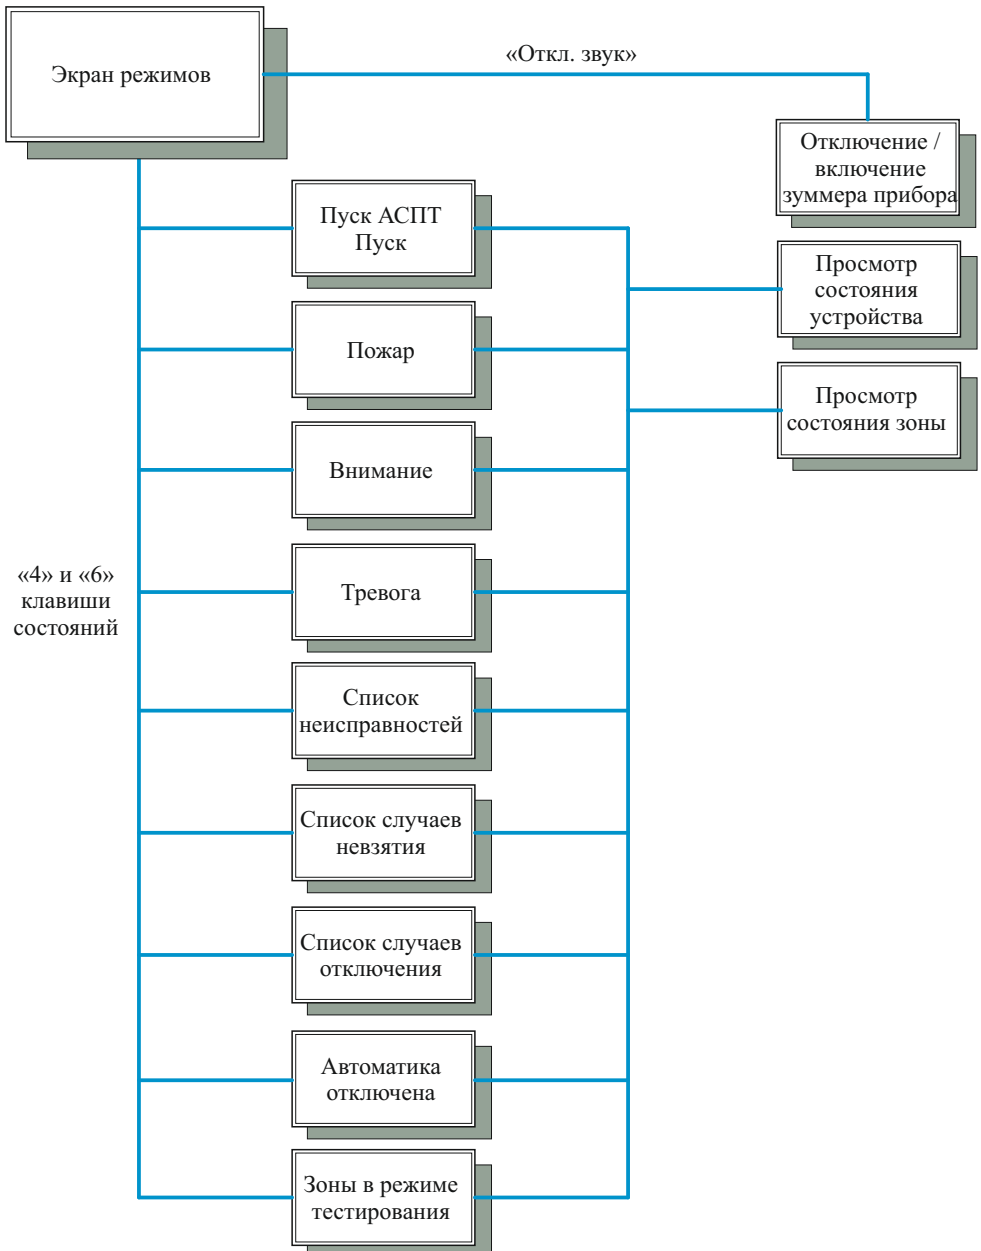 Экран режимов
«Откл. звук»
Отключение /
включение
зуммера прибора
Пуск АСПТ
Пуск
Просмотр
состояния
устройства
Пожар
Просмотр
состояния зоны
Внимание
«4» и «6»
клавиши
состояний
Тревога
Список
неисправностей
Список случаев
невзятия
Список случаев
отключения
Автоматика
отключена
Зоны в режиме
тестирования